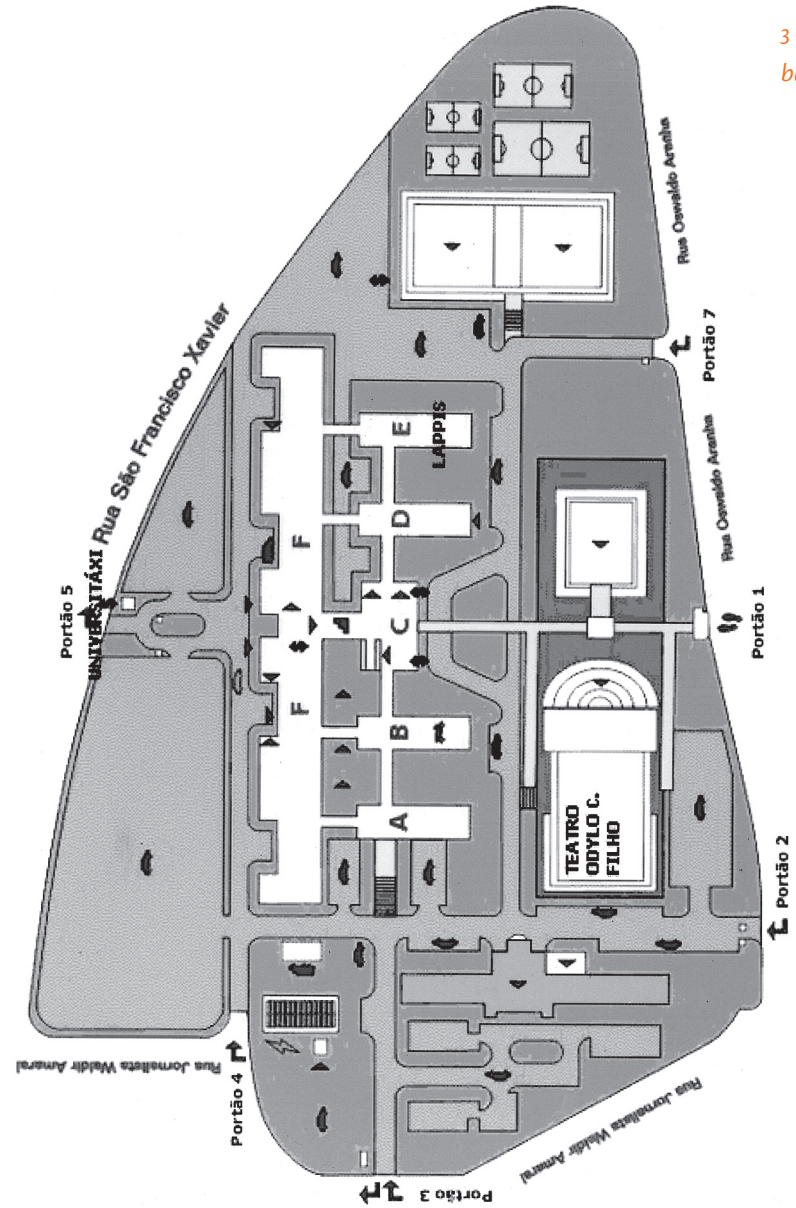 3
Rua Oswaldo Aranha
Rua São Francisco Xavier
Portão 7
E
LAPPIS
D
F
Rua Oswaldo Aranha
Portão 5
UNIVERSITÁXI
C
Portão 1
F
B
A
TEATRO
ODYLO C.
FILHO
Portão 2
Rua Jornalista Waldir Amaral
Portão 4
Rua Jornalista Waldir Amaral
Portão 3